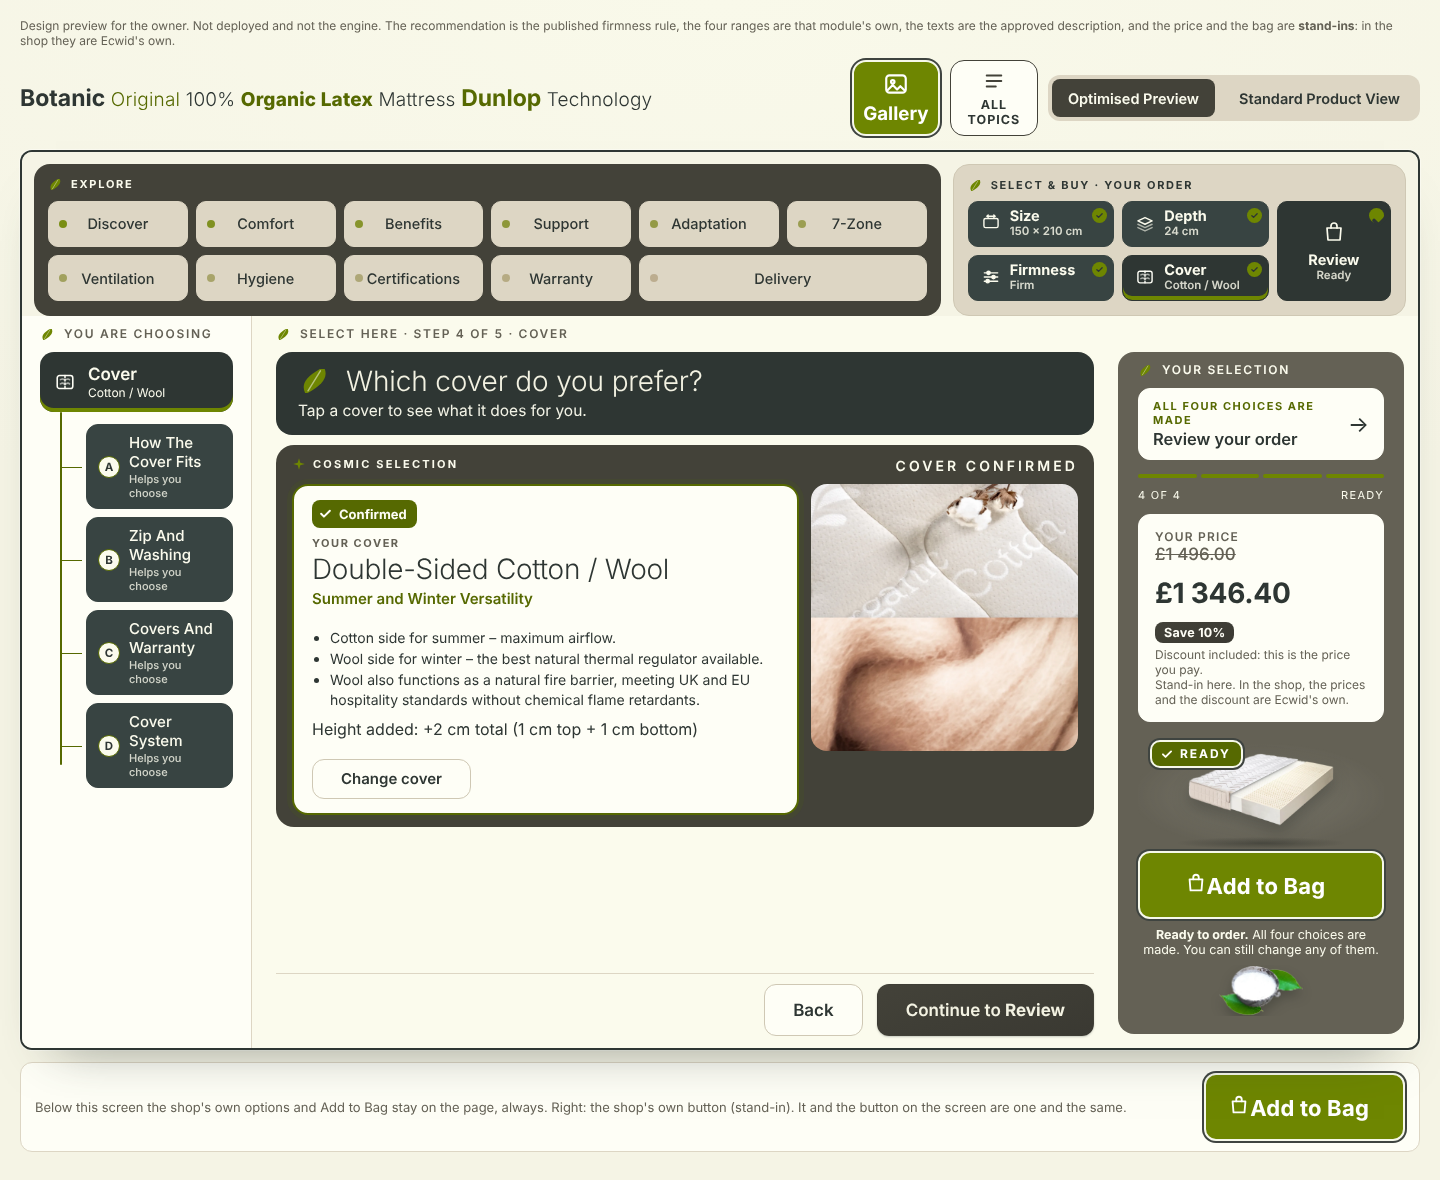 Design preview for the owner. Not deployed and not the engine. The recommendation is the published firmness rule, the four ranges are that module's own, the texts are the approved description, and the price and the bag are stand-ins: in the
shop they are Ecwid's own.
Botanic Original 100% Organic Latex Mattress Dunlop Technology
Gallery
ALL
TOPICS
Optimised Preview
Standard Product View
EXPLORE
Discover
Comfort
Benefits
Support
Adaptation
7-Zone
Ventilation
Hygiene
Certifications
Warranty
Delivery
SELECT & BUY · YOUR ORDER
Size
150 × 210 cm
Depth
24 cm
Firmness
Firm
Cover
Cotton / Wool
Review
Ready
YOU ARE CHOOSING
Cover
Cotton / Wool
A
How The
Cover Fits
Helps you
choose
B
Zip And
Washing
Helps you
choose
C
Covers And
Warranty
Helps you
choose
D
Cover
System
Helps you
choose
SELECT HERE · STEP 4 OF 5 · COVER
Which cover do you prefer?
Tap a cover to see what it does for you.
COSMIC SELECTION
COVER CONFIRMED
Confirmed
YOUR COVER
Double-Sided Cotton / Wool
Summer and Winter Versatility
• Cotton side for summer – maximum airflow.
• Wool side for winter – the best natural thermal regulator available.
• Wool also functions as a natural fire barrier, meeting UK and EU
hospitality standards without chemical flame retardants.
Height added: +2 cm total (1 cm top + 1 cm bottom)
Change cover
Organic Cotton
Back
Continue to Review
YOUR SELECTION
ALL FOUR CHOICES ARE
MADE
Review your order
4 OF 4
READY
YOUR PRICE
£1 496.00
£1 346.40
Save 10%
Discount included: this is the price
you pay.
Stand-in here. In the shop, the prices
and the discount are Ecwid's own.
READY
Add to Bag
Ready to order. All four choices are
made. You can still change any of them.
Below this screen the shop's own options and Add to Bag stay on the page, always. Right: the shop's own button (stand-in). It and the button on the screen are one and the same.
Add to Bag